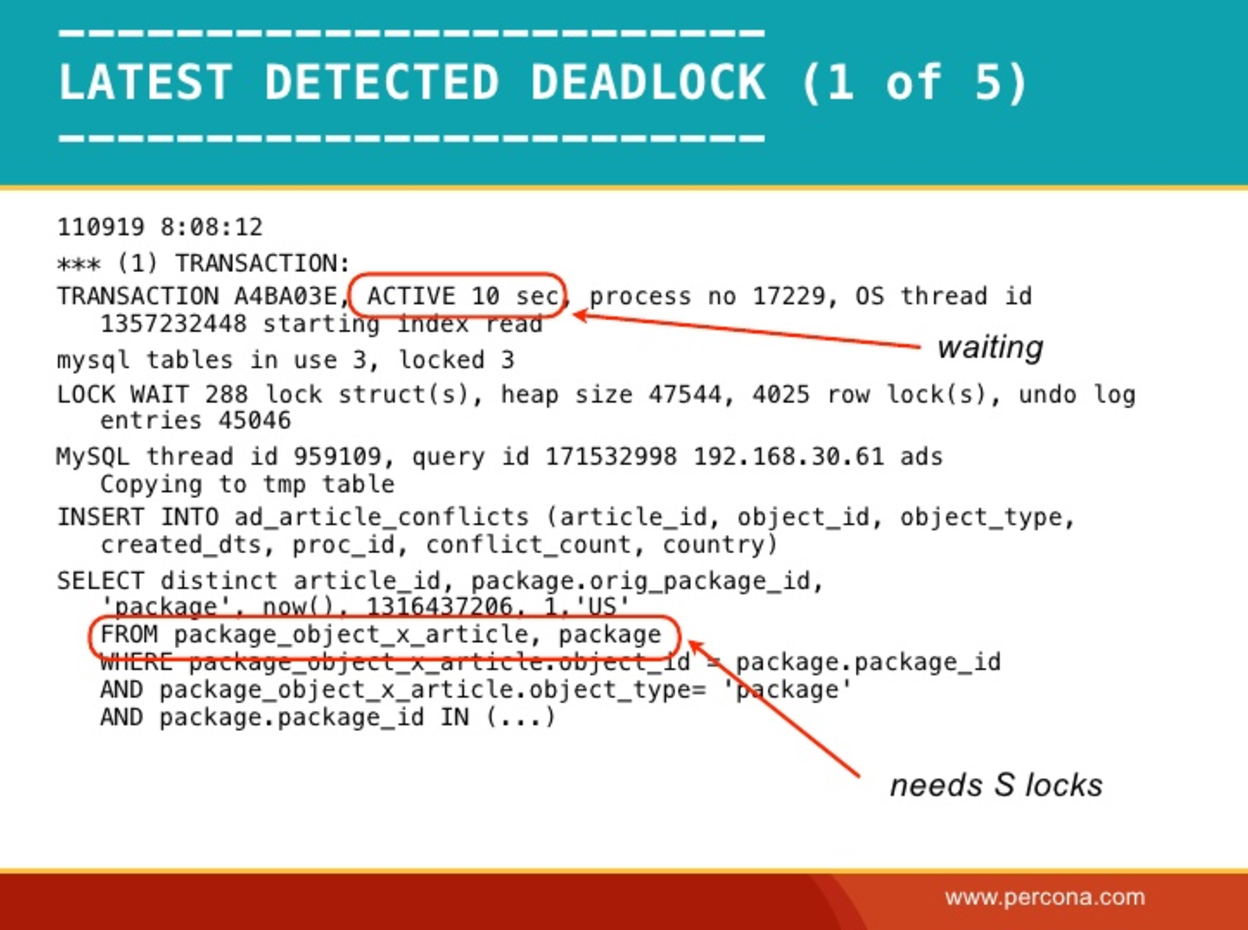 ------------------------
LATEST DETECTED DEADLOCK (1 of 5)
------------------------
110919 8:08:12
*** (1) TRANSACTION:
TRANSACTION A4BA03E, ACTIVE 10 sec, process no 17229, OS thread id
1357232448 starting index read
waiting
mysql tables in use 3, locked 3
LOCK WAIT 288 lock struct(s), heap size 47544, 4025 row lock(s), undo log
entries 45046
MySQL thread id 959109, query id 171532998 192.168.30.61 ads
Copying to tmp table
INSERT INTO ad_article_conflicts (article_id, object_id, object_type,
created_dts, proc_id, conflict_count, country)
SELECT distinct article_id, package.orig_package_id,
'package', now(), 1316437206, 1,'US'
FROM package_object_x_article, package
WHERE package_object_x_article.object_id = package.package_id
AND package_object_x_article.object_type= 'package'
AND package.package_id IN (...)
needs S locks
www.percona.com